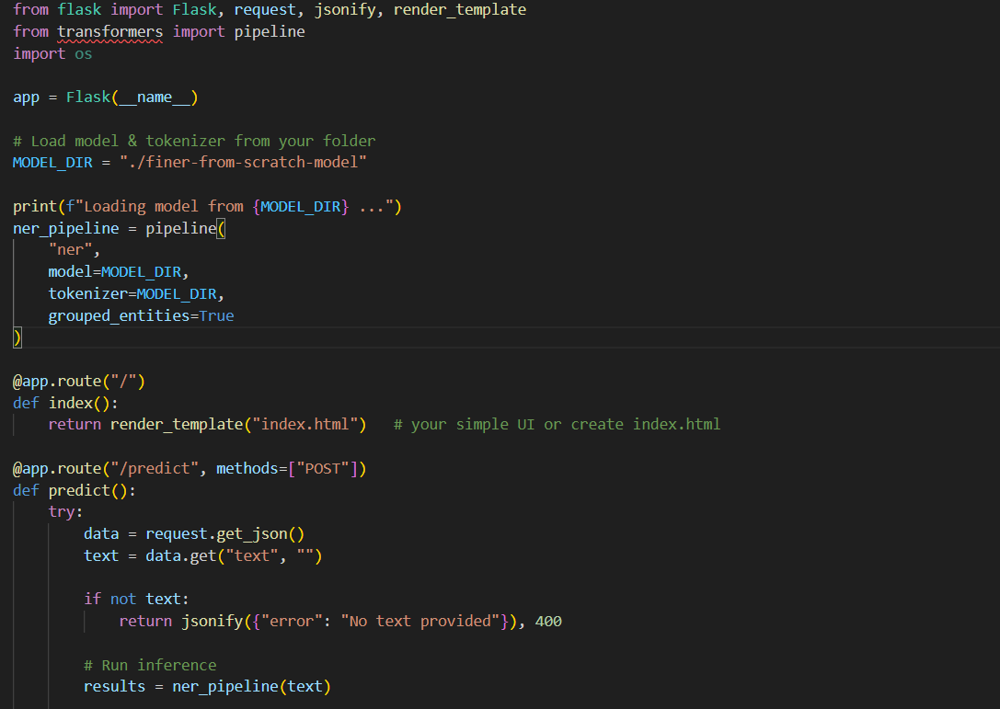 from flask import Flask, request, jsonify, render_template
from transformers import pipeline
import os

app = Flask(__name__)

# Load model & tokenizer from your folder
MODEL_DIR = "./finer-from-scratch-model"

print(f"Loading model from {MODEL_DIR} ...")
ner_pipeline = pipeline(
    "ner",
    model=MODEL_DIR,
    tokenizer=MODEL_DIR,
    grouped_entities=True
)

@app.route("/")
def index():
    return render_template("index.html")   # your simple UI or create index.html

@app.route("/predict", methods=["POST"])
def predict():
    try:
        data = request.get_json()
        text = data.get("text", "")

        if not text:
            return jsonify({"error": "No text provided"}), 400

        # Run inference
        results = ner_pipeline(text)